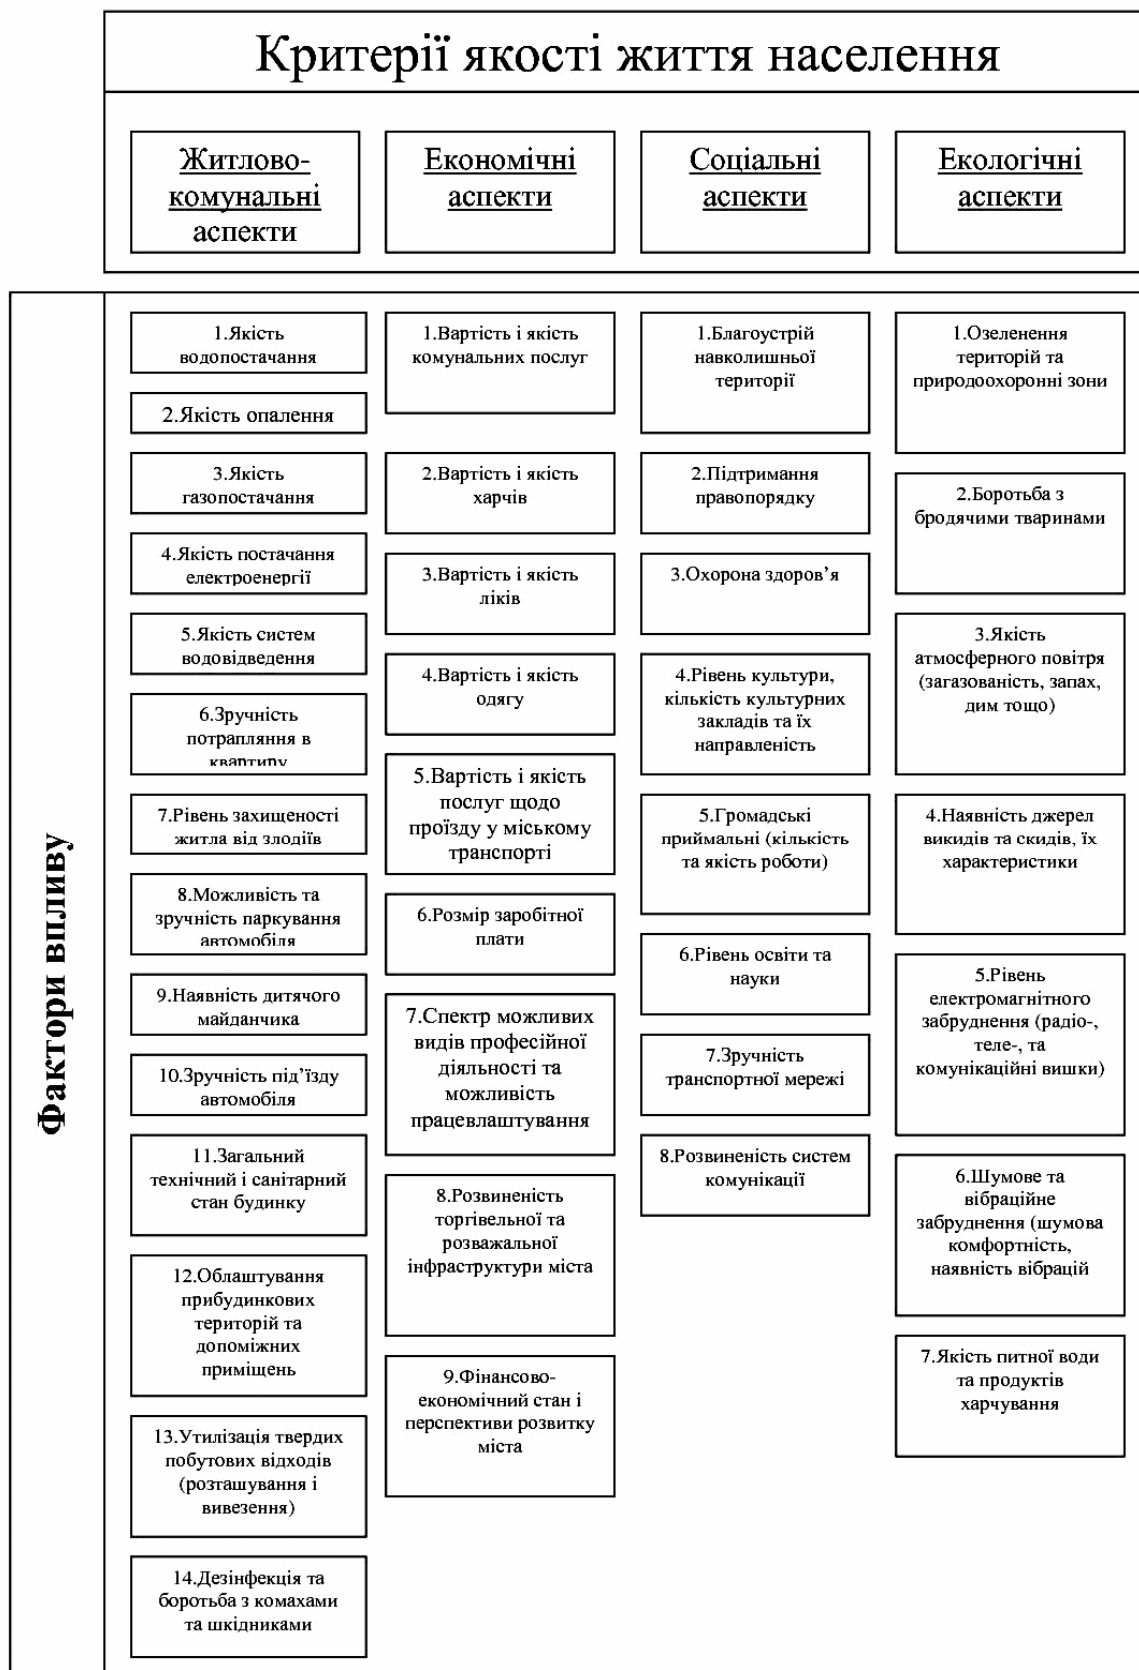 Критерії якості життя населення
Житлово-
комунальні
аспекти
Економічні
аспекти
Соціальні
аспекти
Екологічні
аспекти
Фактори впливу
1.Якість
водопостачання
2.Якість опалення
3.Якість
газопостачання
4.Якість постачання
електроенергії
5.Якість систем
водовідведення
6.Зручність
потрапляння в
квартиру
7.Рівень захищеності
житла від злодіїв
8.Можливість та
зручність паркування
автомобіля
9.Наявність дитячого
майданчика
10.Зручність під’їзду
автомобіля
11.Загальний
технічний і санітарний
стан будинку
12.Облаштування
прибудинкових
територій та
допоміжних
приміщень
13.Утилізація твердих
побутових відходів
(розташування і
вивезення)
14.Дезінфекція та
боротьба з комахами
та шкідниками
1.Вартість і якість
комунальних послуг
2.Вартість і якість
харчів
3.Вартість і якість
ліків
4.Вартість і якість
одягу
5.Вартість і якість
послуг щодо
проїзду у міському
транспорті
6.Розмір заробітної
плати
7.Спектр можливих
видів професійної
діяльності та
можливість
працевлаштування
8.Розвиненість
торгівельної та
розважальної
інфраструктури міста
9.Фінансово-
економічний стан і
перспективи розвитку
міста
1.Благоустрій
навколишньої
території
2.Підтримання
правопорядку
3.Охорона здоров’я
4.Рівень культури,
кількість культурних
закладів та їх
направленість
5.Громадські
приймальні (кількість
та якість роботи)
6.Рівень освіти та
науки
7.Зручність
транспортної мережі
8.Розвиненість систем
комунікації
1.Озеленення
територій та
природоохоронні зони
2.Боротьба з
бродячими тваринами
3.Якість
атмосферного повітря
(загазованість, запах,
дим тощо)
4.Наявність джерел
викидів та скидів, їх
характеристики
5.Рівень
електромагнітного
забруднення (радіо-,
теле-, та
комунікаційні вишки)
6.Шумове та
вібраційне
забруднення (шумова
комфортність,
наявність вібрацій
7.Якість питної води
та продуктів
харчування